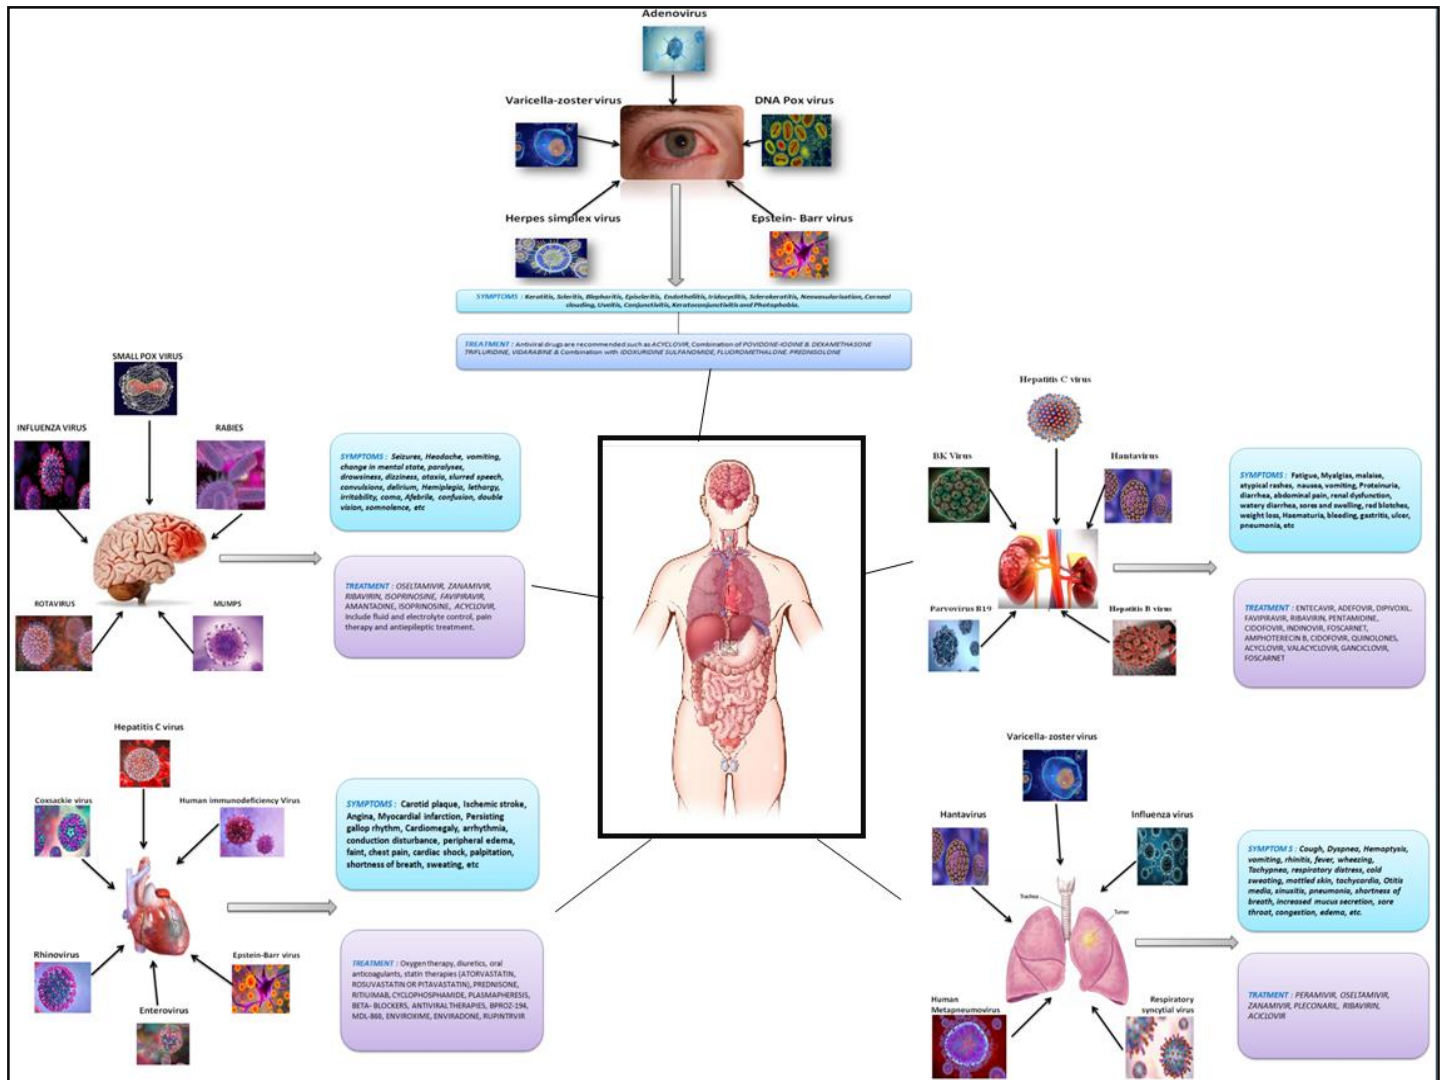 Adenovirus
Varicella-zoster virus
DNA Pox virus
Herpes simplex virus
Epstein- Barr virus
SYMPTOMS : Keratitis, Scleritis, Blepharitis, Episcleritis, Endothelitis, Iridocyclitis, Sclerokeratitis, Neovascularisation, Corneal
clouding, Uveitis, Conjunctivitis, Keratoconjunctivitis and Photophobia.
TREATMENT : Antiviral drugs are recommended such as ACYCLOVIR, Combination of POVIDONE-IODINE & DEXAMETHASONE
TRIFLURIDINE, VIDARABINE & Combination with IDOXURIDINE SULFANOMIDE, FLUOROMETHALONE. PREDNISOLONE
SMALL POX VIRUS
INFLUENZA VIRUS
RABIES
ROTAVIRUS
MUMPS
SYMPTOMS : Seizures, Headache, vomiting,
change in mental state, paralyses,
drowsiness, dizziness, ataxia, slurred speech,
convulsions, delirium, Hemiplegia, lethargy,
irritability, coma, Afebrile, confusion, double
vision, somnolence, etc
TREATMENT : OSELTAMIVIR, ZANAMIVIR,
RIBAVIRIN, ISOPRINOSINE, FAVIPIRAVIR,
AMANTADINE, ISOPRINOSINE, ACYCLOVIR.
Include fluid and electrolyte control, pain
therapy and antiepileptic treatment.
Hepatitis C virus
BK Virus
Hantavirus
Parvovirus B19
Hepatitis B virus
SYMPTOMS : Fatigue, Myalgias, malaise,
atypical rashes, nausea, vomiting, Proteinuria,
diarrhea, abdominal pain, renal dysfunction,
watery diarrhea, sores and swelling, red blotches,
weight loss, Haematuria, bleeding, gastritis, ulcer,
pneumonia, etc
TREATMENT : ENTECAVIR, ADEFOVIR, DIPIVOXIL.
FAVIPIRAVIR, RIBAVIRIN, PENTAMIDINE,
CIDOFOVIR, INDINOVIR, FOSCARNET,
AMPHOTERECIN B, CIDOFOVIR, QUINOLONES,
ACYCLOVIR, VALACYCLOVIR, GANCICLOVIR,
FOSCARNET
Hepatitis C virus
Coxsackie virus
Human immunodeficiency Virus
Rhinovirus
Epstein-Barr virus
Enterovirus
SYMPTOMS : Carotid plaque, Ischemic stroke,
Angina, Myocardial infarction, Persisting
gallop rhythm, Cardiomegaly, arrhythmia,
conduction disturbance, peripheral edema,
faint, chest pain, cardiac shock, palpitation,
shortness of breath, sweating, etc
TREATMENT : Oxygen therapy, diuretics, oral
anticoagulants, statin therapies (ATORVASTATIN,
ROSUVASTATIN OR PITAVASTATIN), PREDNISONE,
RITIUIMAB, CYCLOPHOSPHAMIDE, PLASMAPHERESIS,
BETA- BLOCKERS, ANTIVIRAL THERAPIES, BPROZ-194,
MDL-860, ENVIROXIME, ENVIRADONE, RUPINTRVIR
Varicella- zoster virus
Hantavirus
Influenza virus
Trachea
Tumer
Human
Metapneumovirus
Respiratory
syncytial virus
SYMPTOM S : Cough, Dyspnea, Hemoptysis,
vomiting, rhinitis, fever, wheezing,
Tachypnea, respiratory distress, cold
sweating, mottled skin, tachycardia, Otitis
media, sinusitis, pneumonia, shortness of
breath, increased mucus secretion, sore
throat, congestion, edema, etc.
TRATMENT : PERAMIVIR, OSELTAMIVIR,
ZANAMIVIR, PLECONARIL, RIBAVIRIN,
ACICLOVIR